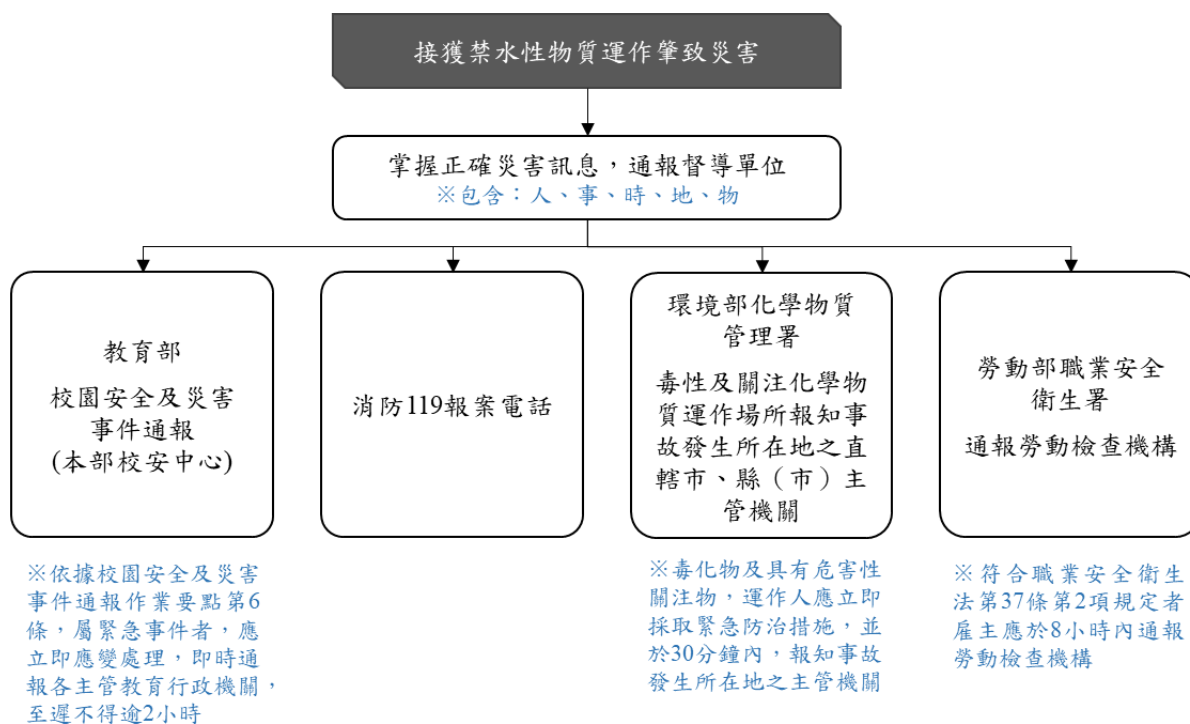 接獲禁水性物質運作肇致災害
掌握正確災害訊息，通報督導單位
※包含：人、事、時、地、物
教育部
校園安全及災害
事件通報
(本部校安中心)
消防119報案電話
環境部化學物質
管理署
毒性及關注化學物
質運作場所報知事
故發生所在地之直
轄市、縣（市）主
管機關
勞動部職業安全
衛生署
通報勞動檢查機構
※依據校園安全及災害
事件通報作業要點第6
條，屬緊急事件者，應
立即應變處理，即時通
報各主管教育行政機關，
至遲不得逾2小時
※毒化物及具有危害性
關注物，運作人應立即
採取緊急防治措施，並
於30分鐘內，報知事故
發生所在地之主管機關
※符合職業安全衛生
法第37條第2項規定者
雇主應於8小時內通報
勞動檢查機構